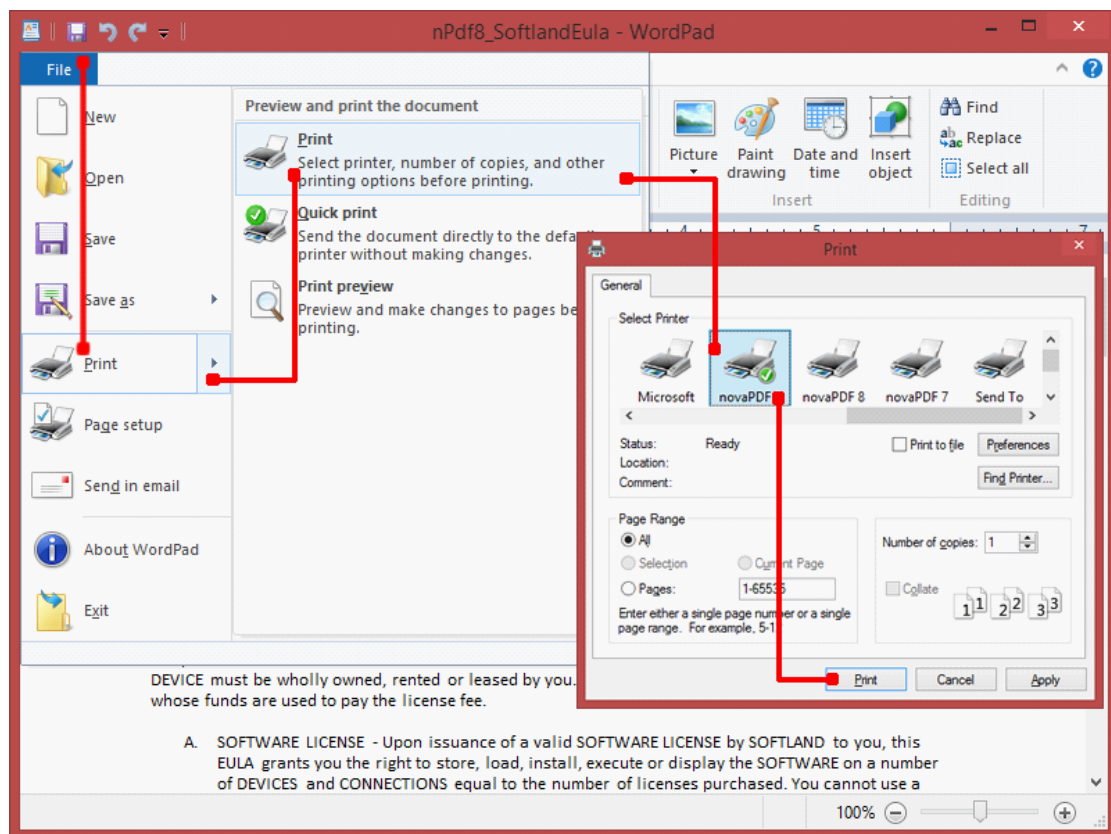 nPdf8_SoftlandEula - WordPad
File
New
Open
Save
Save as
Print
Page setup
Send in email
About WordPad
Exit
Preview and print the document
Print
Select printer, number of copies, and other
printing options before printing.
Quick print
Send the document directly to the
printer without making changes.
Print preview
Preview and make changes to pages
printing.
Picture
Paint
drawing
Date and
time
Insert
object
Insert
Find
Replace
Select all
Editing
4 5 7
Print
General
Select Printer
Microsoft
novaPDF
novaPDF 8
novaPDF 7
Send To
Status: Ready
Location:
Comment:
Print to file
Preferences
Find Printer...
Page Range
All
Selection
Current Page
Pages:
1-65535
Enter either a single page number or a single
page range. For example,
Number of copies: 1
Collate
1 1 2 2 3 3
Print
Cancel
Apply
DEVICE must be wholly owned, rented or leased by you.
whose funds are used to pay the license fee.
A. SOFTWARE LICENSE - Upon issuance of a valid SOFTWARE LICENSE by SOFTLAND to you, this
EULA grants you the right to store, load, install, execute or display the SOFTWARE on a number
of DEVICES and CONNECTIONS equal to the number of licenses purchased. You cannot use a
100%